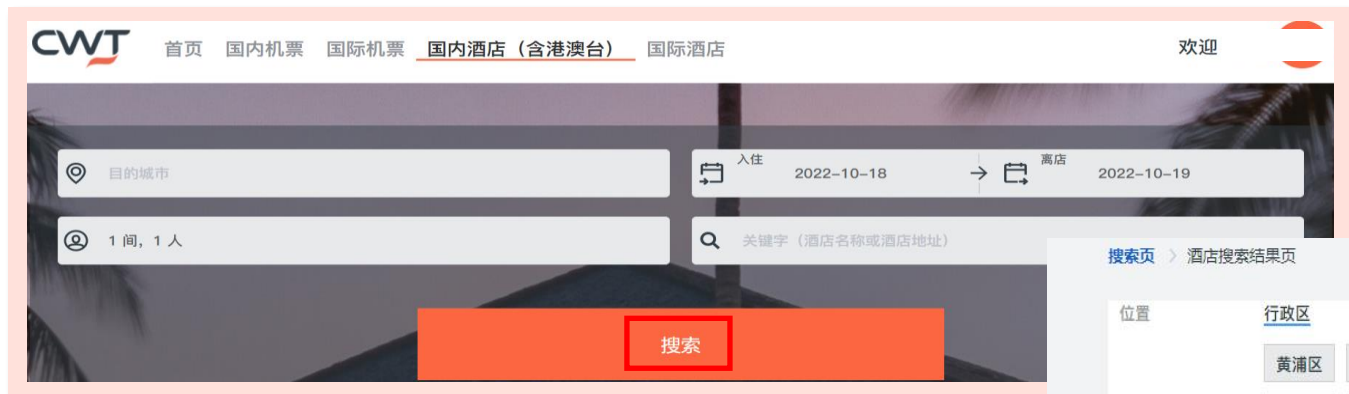 CWT 首页 国内机票 国际机票 国内酒店（含港澳台） 国际酒店 欢迎
目的城市 入住 2022-10-18 → 离店 2022-10-19
1 间，1 人 关键字（酒店名称或酒店地址）
搜索页 > 酒店搜索结果页
位置 行政区
搜索
黄浦区